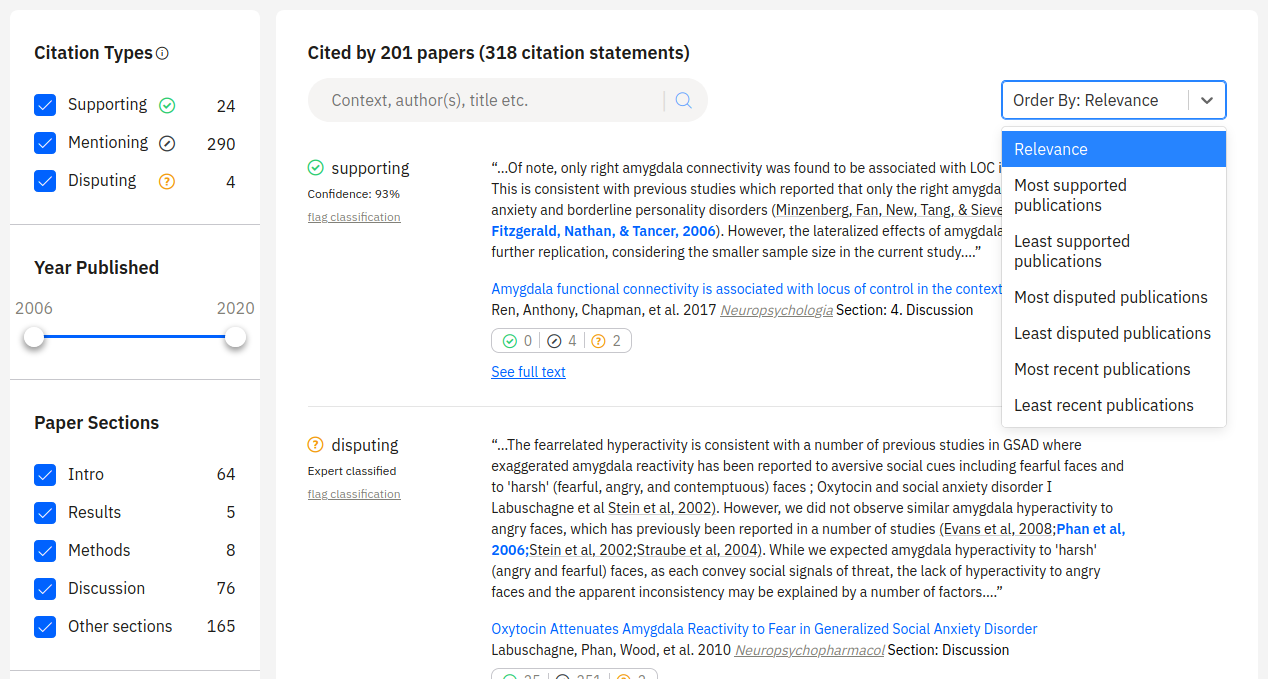 Citation Types
Supporting 24
Mentioning 290
Disputing 4
Year Published
2006 2020
Paper Sections
Intro 64
Results 5
Methods 8
Discussion 76
Other sections 165
Cited by 201 papers (318 citation statements)
Context, author(s), title etc.
Order By: Relevance
Relevance
Most supported
publications
Least supported
publications
Most disputed publications
Least disputed publications
Most recent publications
Least recent publications
supporting
Confidence: 93%
flag classification
“...Of note, only right amygdala connectivity was found to be associated with LOC
This is consistent with previous studies which reported that only the right
anxiety and borderline personality disorders (Minzenberg, Fan, New, Tang, &
Fitzgerald, Nathan, & Tancer, 2006). However, the lateralized effects of
further replication, considering the smaller sample size in the current study....”
Amygdala functional connectivity is associated with locus of control in the context
Ren, Anthony, Chapman, et al. 2017 Neuropsychologia Section: 4. Discussion
0 4 2
See full text
disputing
Expert classified
flag classification
“...The fearrelated hyperactivity is consistent with a number of previous studies in GSAD where
exaggerated amygdala reactivity has been reported to aversive social cues including fearful faces and
to 'harsh' (fearful, angry, and contemptuous) faces ; Oxytocin and social anxiety disorder I
Labuschagne et al Stein et al, 2002). However, we did not observe similar amygdala hyperactivity to
angry faces, which has previously been reported in a number of studies (Evans et al, 2008;Phan et al,
2006;Stein et al, 2002;Straube et al, 2004). While we expected amygdala hyperactivity to 'harsh'
(angry and fearful) faces, as each convey social signals of threat, the lack of hyperactivity to angry
faces and the apparent inconsistency may be explained by a number of factors....”
Oxytocin Attenuates Amygdala Reactivity to Fear in Generalized Social Anxiety Disorder
Labuschagne, Phan, Wood, et al. 2010 Neuropsychopharmacol Section: Discussion